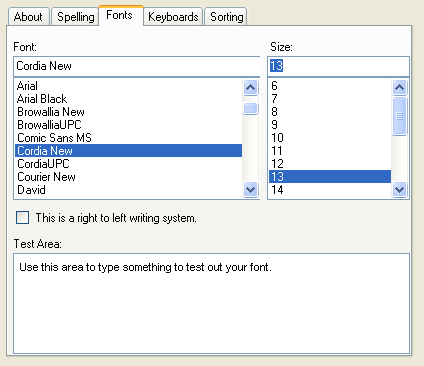 About Spelling Fonts Keyboards Sorting
Font: Size:
Cordia New 13
Arial 6
Arial Black 7
Browallia New 8
BrowalliaUPC 9
Comic Sans MS 10
Cordia New 11
CordiaUPC 12
Courier New 13
David 14
This is a right to left writing system.
Test Area:
Use this area to type something to test out your font.